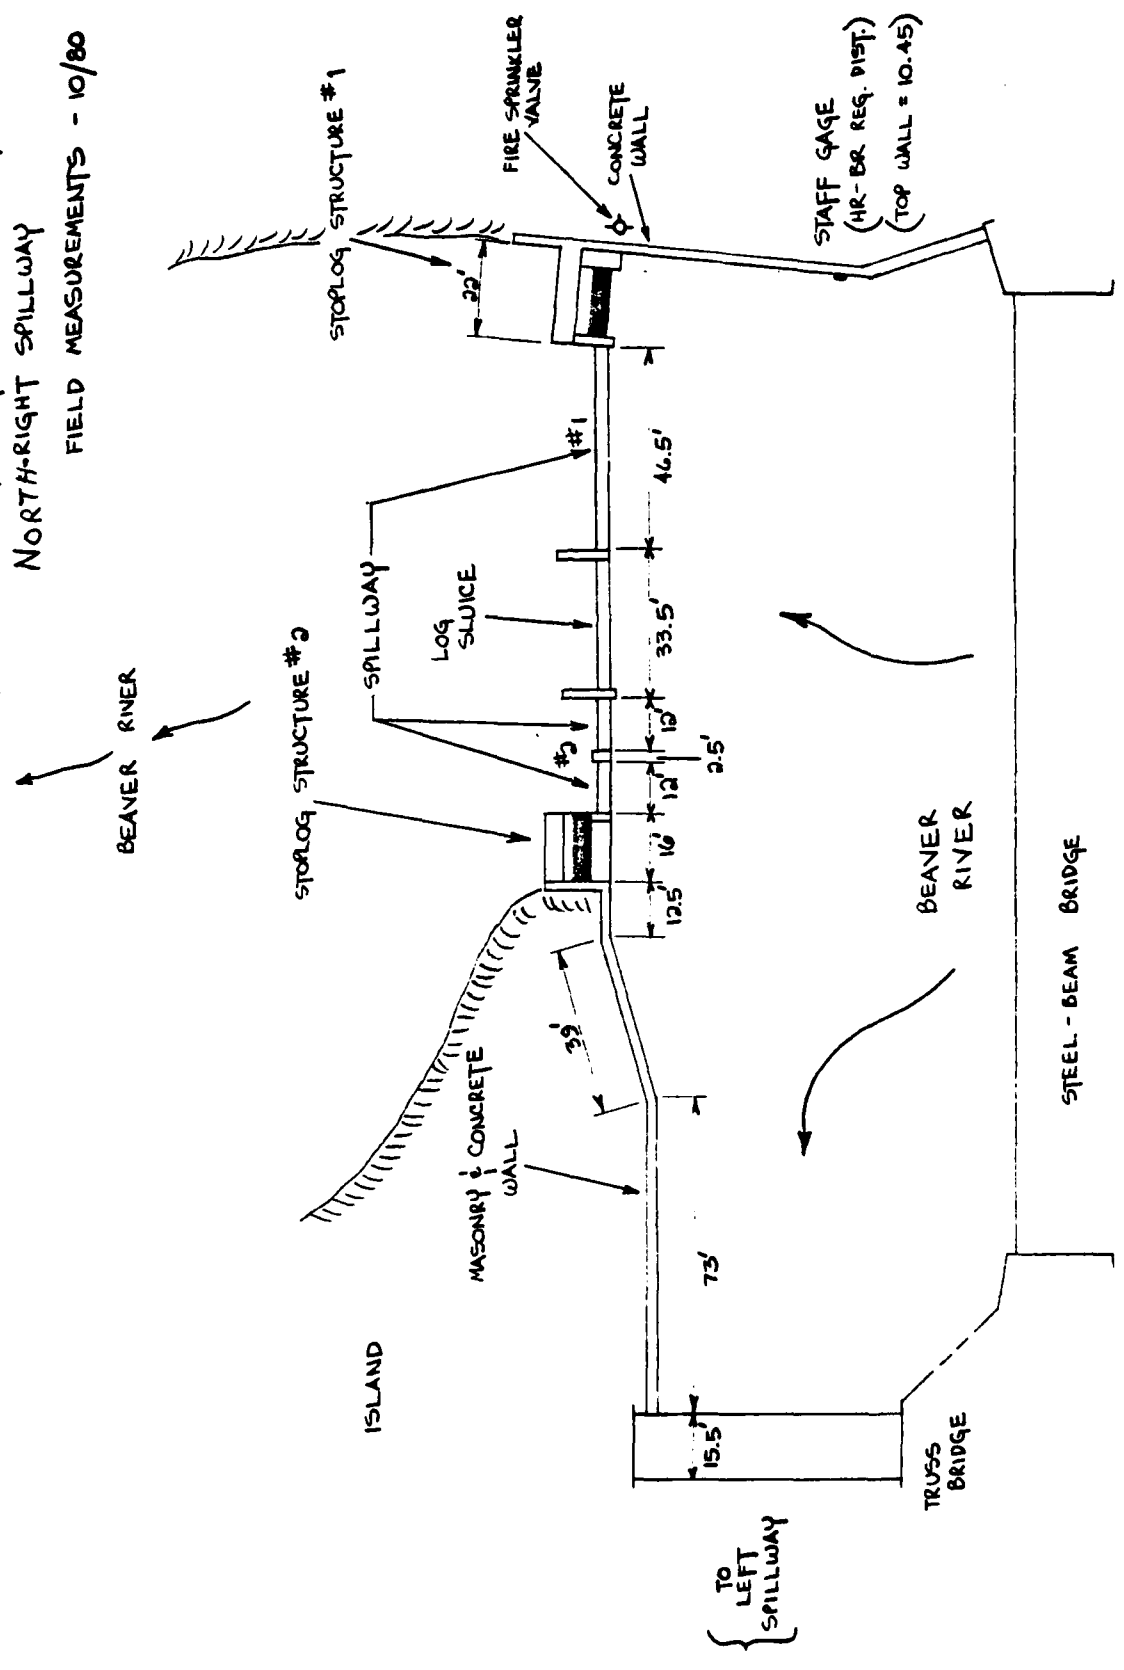 NORTH-RIGHT SPILLWAY
FIELD MEASUREMENTS - 10/80
BEAVER RIVER
STOPLOG STRUCTURE #2
STOPLOG STRUCTURE #1
22'
SPILLWAY
#2
#1
LOG
SLUICE
FIRE SPRINKLER
VALVE
CONCRETE
WALL
ISLAND
MASONRY & CONCRETE
WALL
39'
73'
15.5'
12.5'
16'
12'
2.5'
12'
33.5'
46.5'
STAFF GAGE
(HR-BR REG. DIST.)
(TOP WALL = 10.45)
TO
LEFT
SPILLWAY
TRUSS
BRIDGE
BEAVER
RIVER
STEEL-BEAM BRIDGE